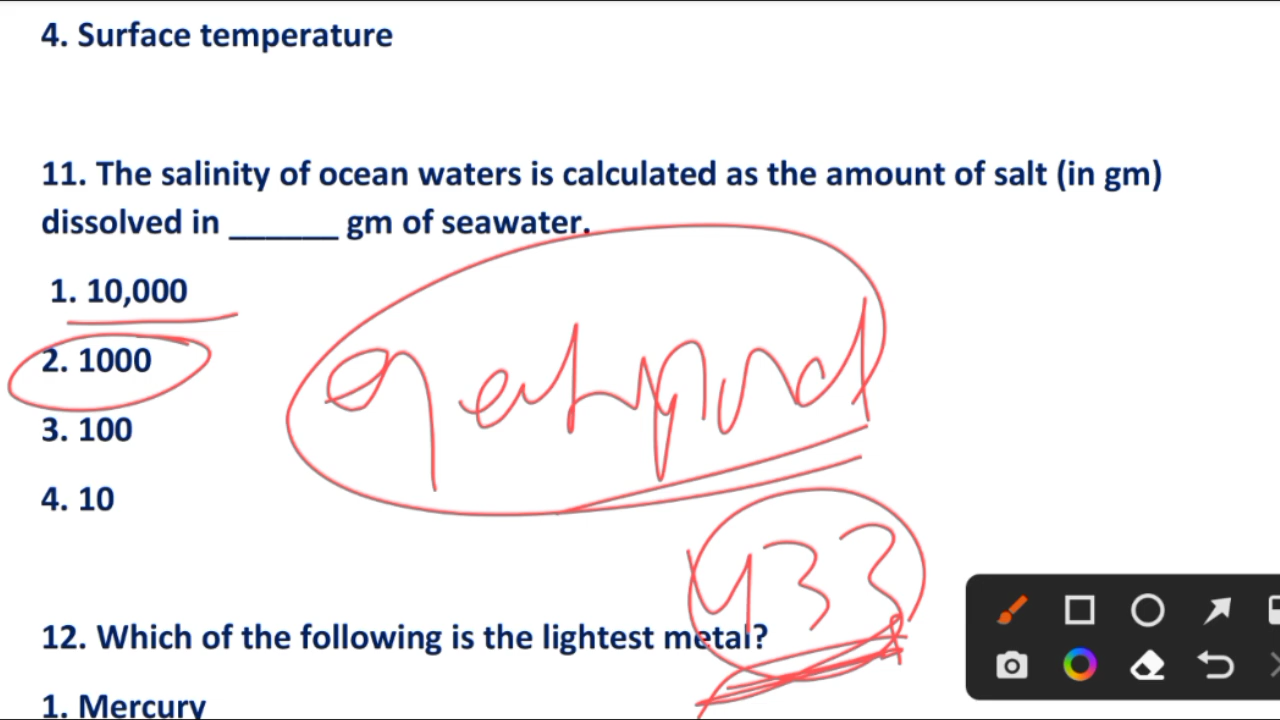 4. Surface temperature
11. The salinity of ocean waters is calculated as the amount of salt (in gm)
dissolved in ______ gm of seawater.
1. 10,000
2. 1000
3. 100
4. 10
12. Which of the following is the lightest metal?
1. Mercury